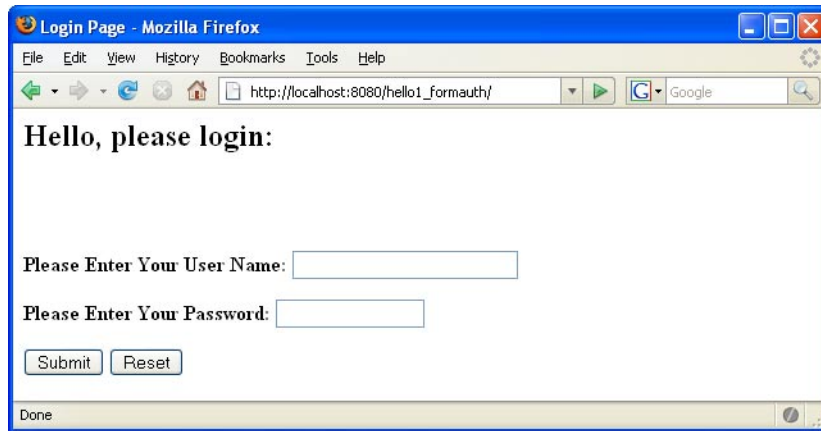 Login Page - Mozilla Firefox
File Edit View History Bookmarks Tools Help
http://localhost:8080/hello1_formauth/ G Google
Hello, please login:
Please Enter Your User Name:
Please Enter Your Password:
Submit Reset
Done